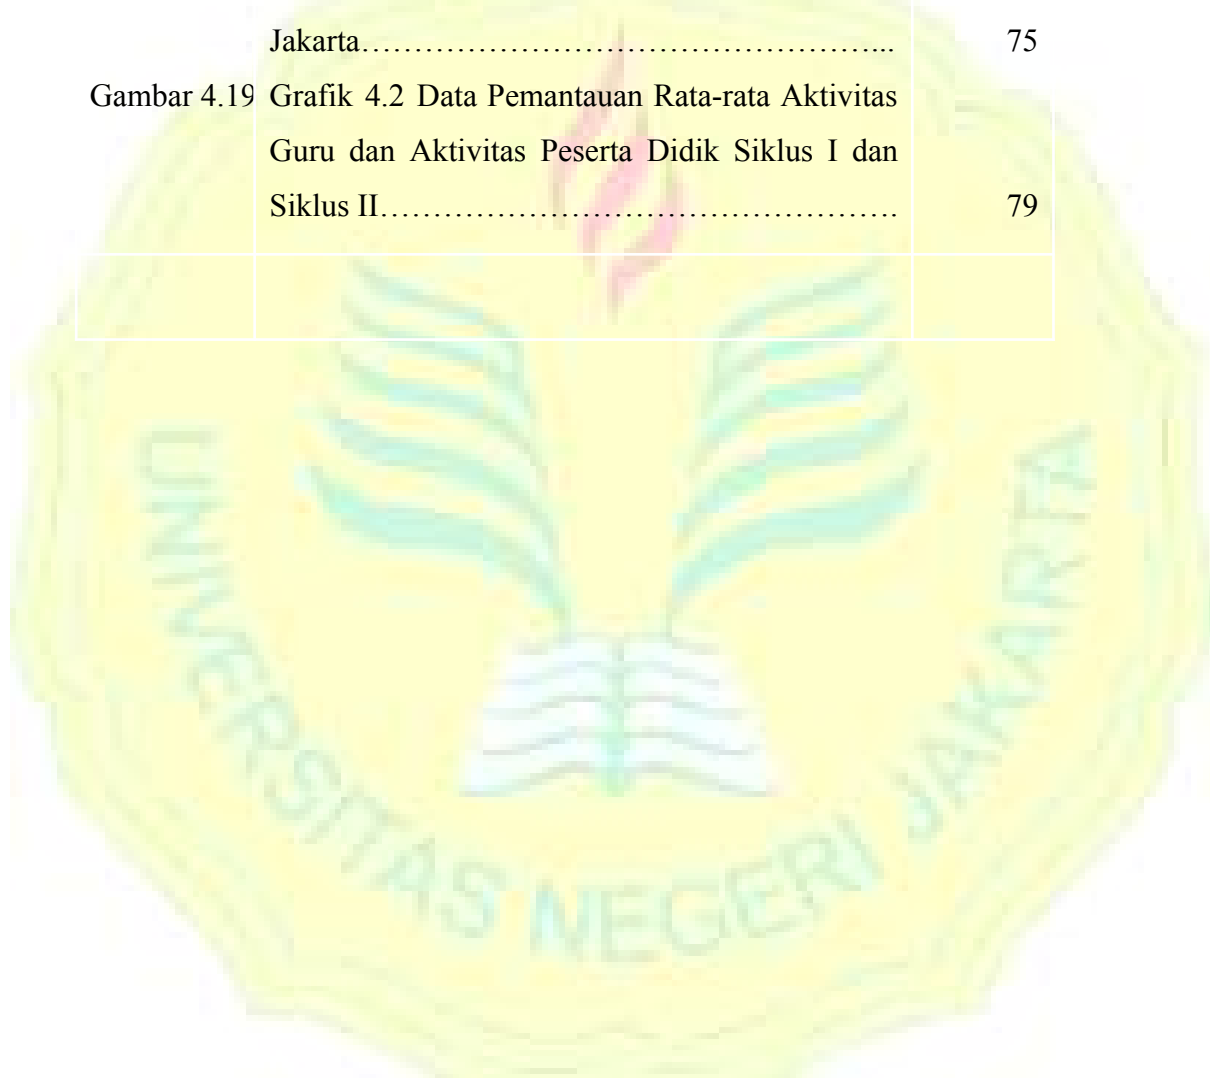 Jakarta……………………………………………... 75
Gambar 4.19 Grafik 4.2 Data Pemantauan Rata-rata Aktivitas
Guru dan Aktivitas Peserta Didik Siklus I dan
Siklus II…………………………………………. 79
UNIVERSITAS NEGERI JAKARTA